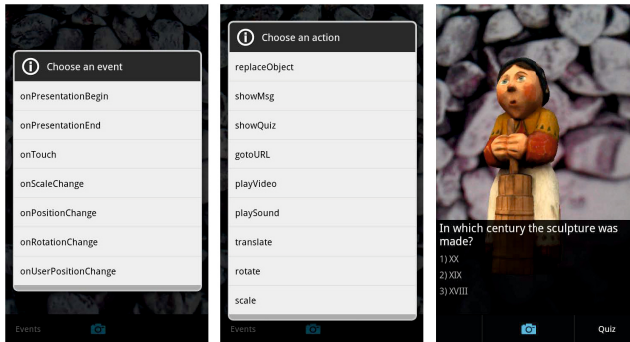 Choose an event
onPresentationBegin
onPresentationEnd
onTouch
onScaleChange
onPositionChange
onRotationChange
onUserPositionChange
Events
Choose an action
replaceObject
showMsg
showQuiz
gotoURL
playVideo
playSound
translate
rotate
scale
Events
In which century the sculpture was
made?
1) XX
2) XIX
3) XVIII
Quiz